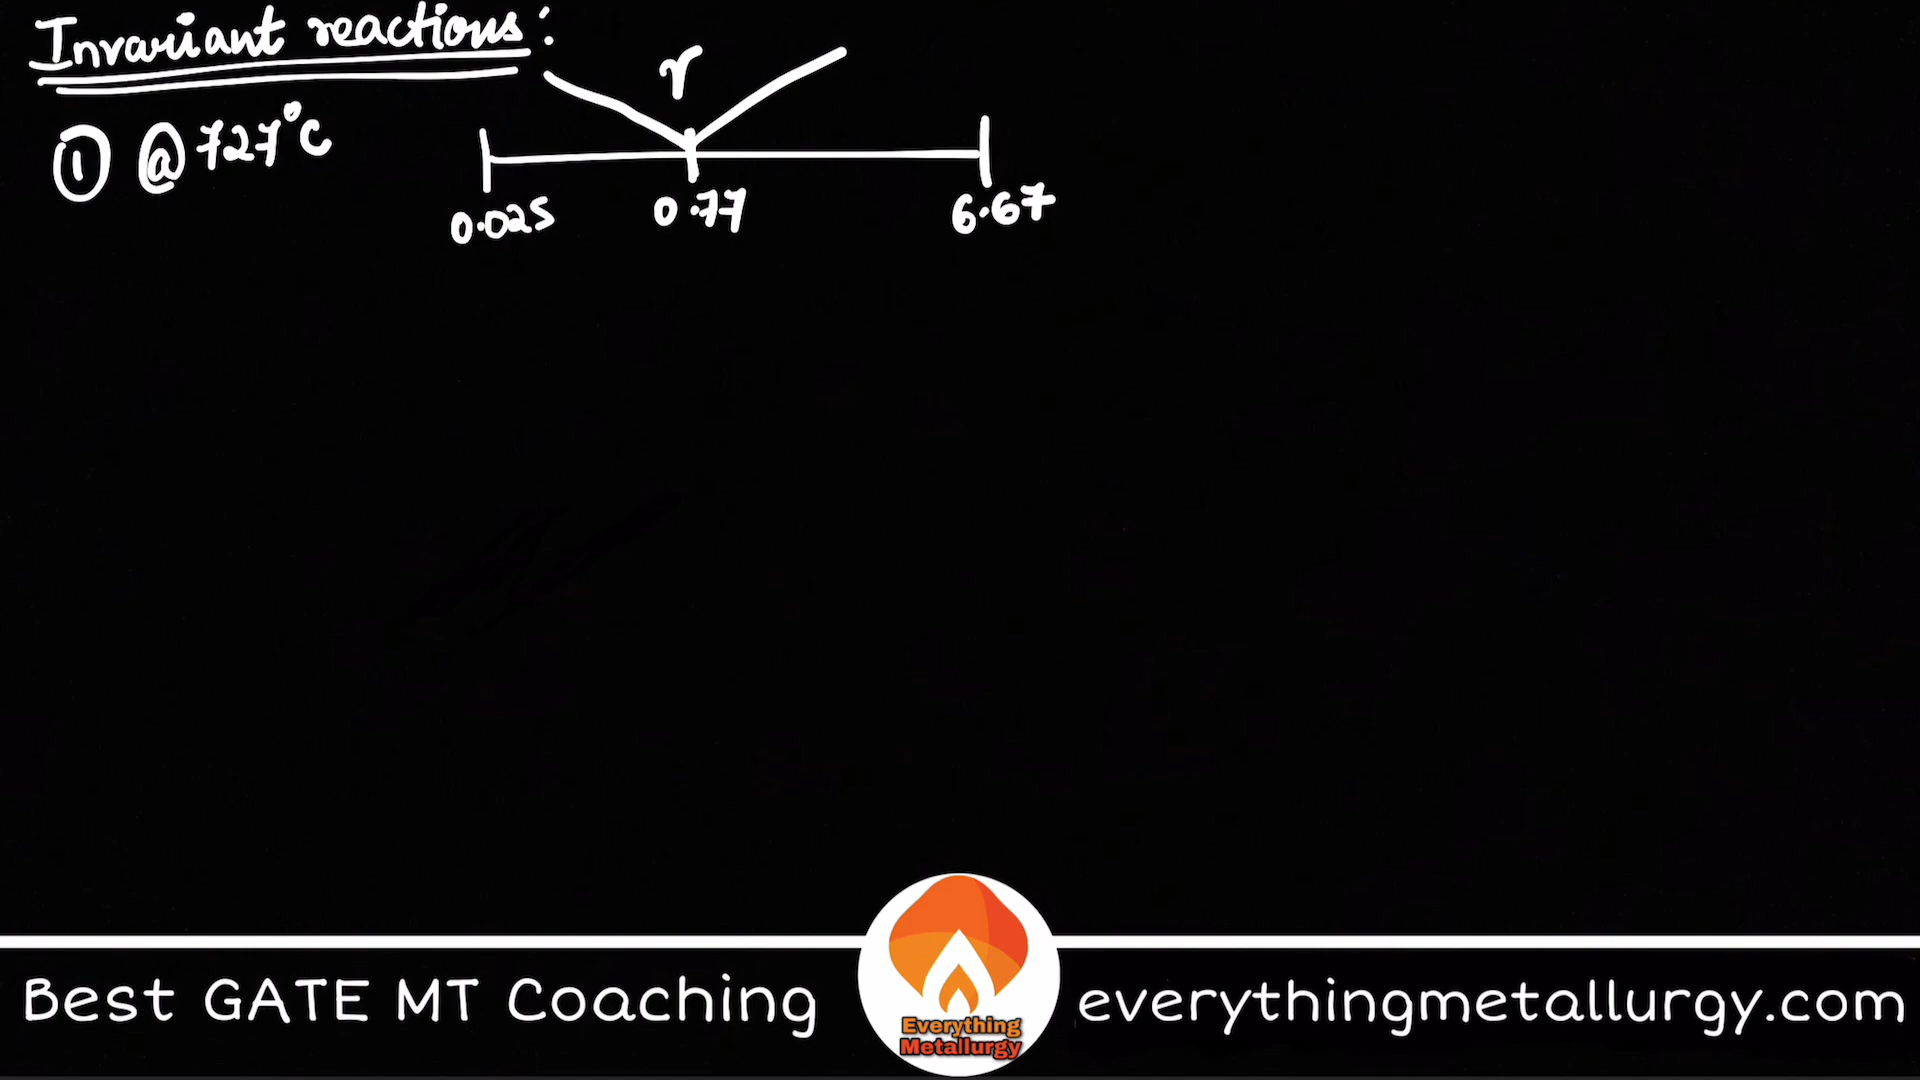 Invariant reactions:
γ
① @ 727°C
0.025 0.77 6.67
Best GATE MT Coaching
everythingmetallurgy.com
Everything
Metallurgy